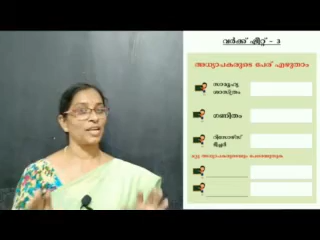 വർക്ക് ഷീറ്റ് - 3
അധ്യാപകരുടെ പേര് എഴുതാം
സാമൂഹ്യ
ശാസ്ത്രം
ഗണിതം
റിസോഴ്സ്
ടീച്ചർ